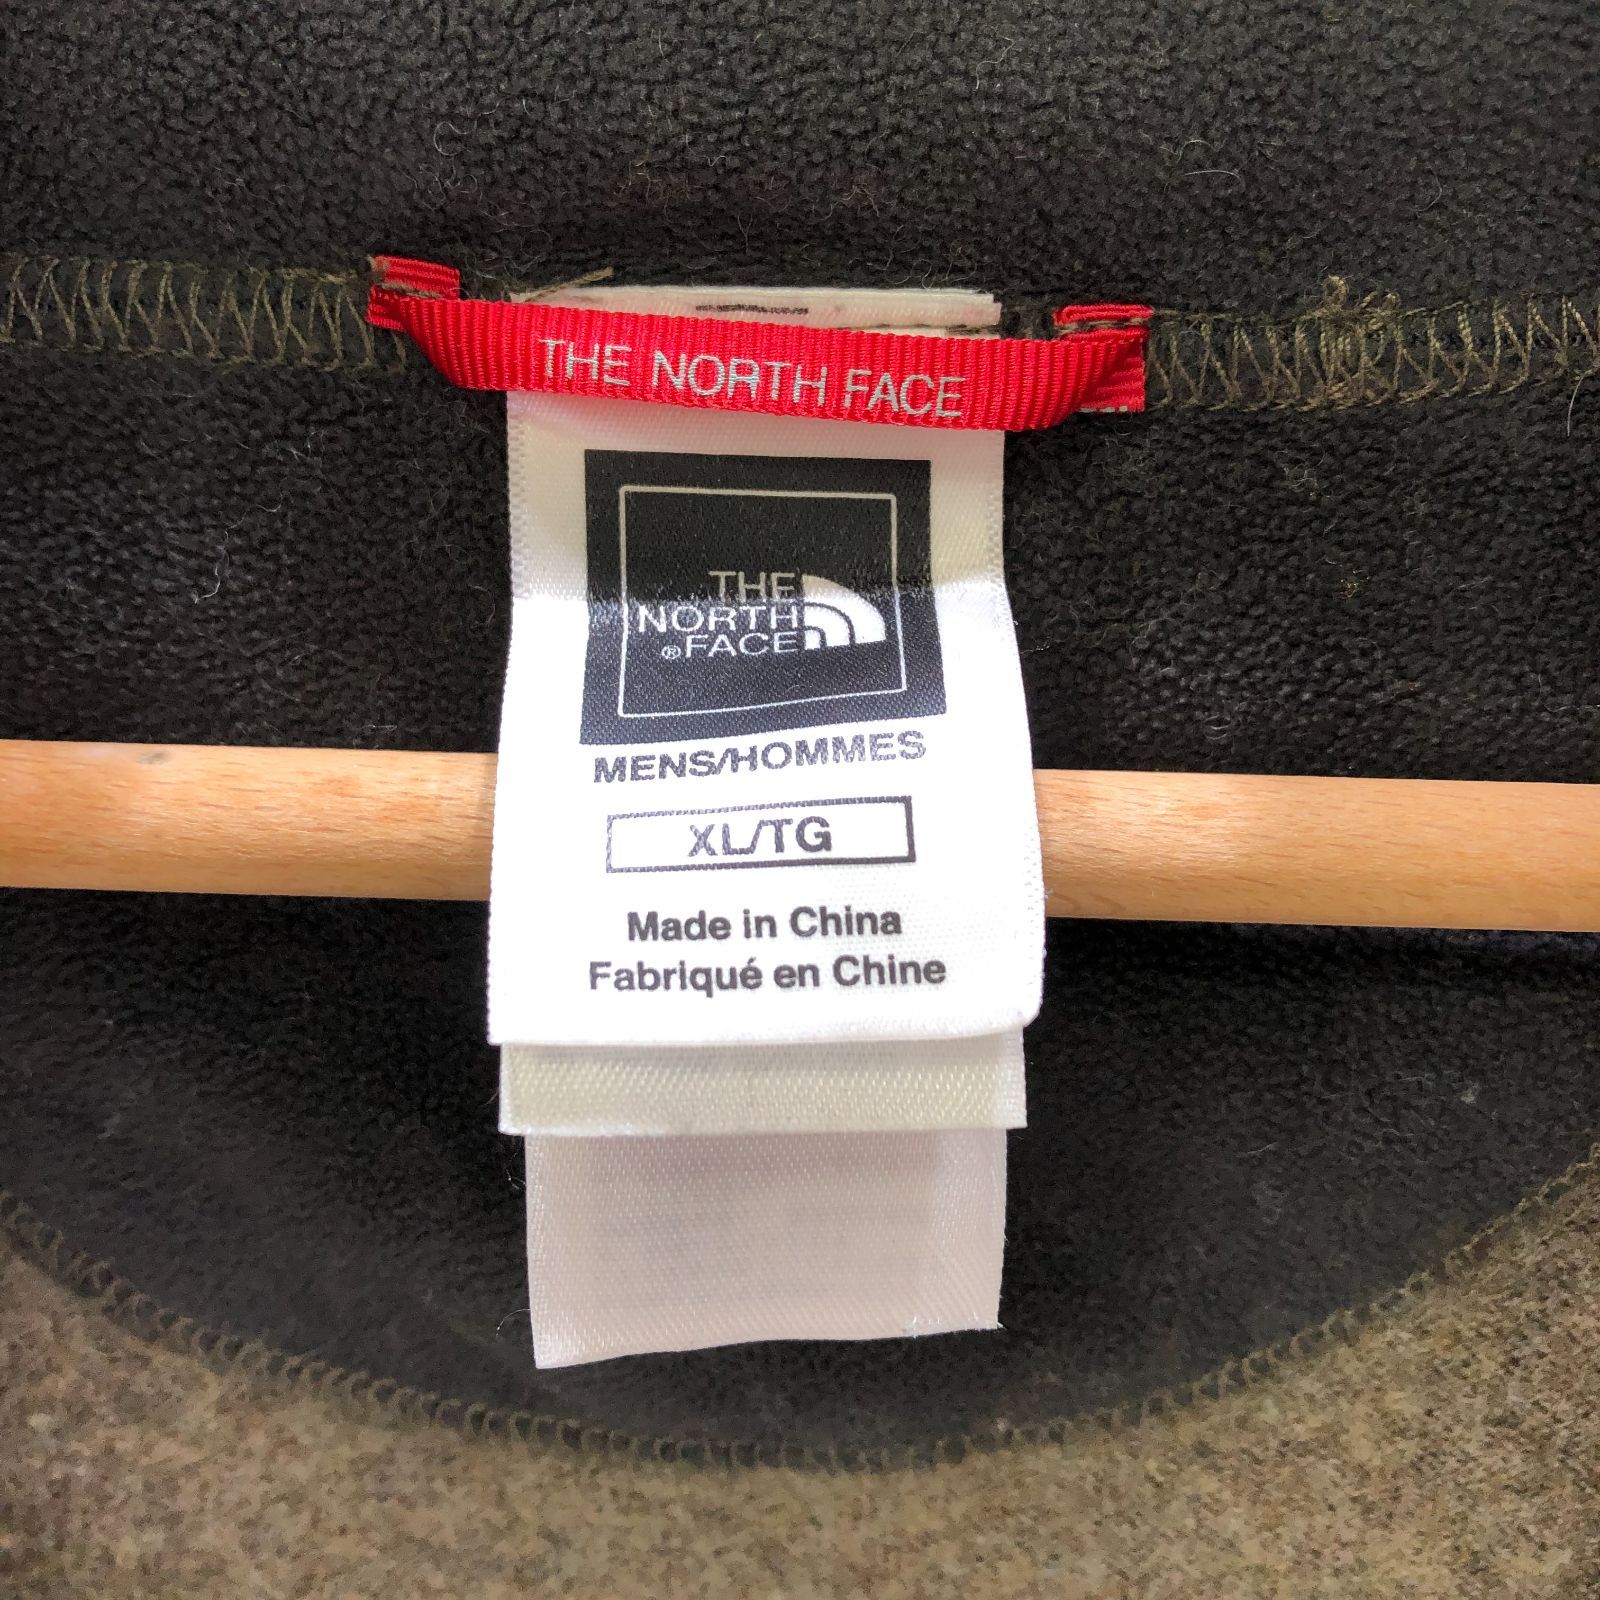 THE NORTH FACE
THE
NORTH
®FACE
MENS/HOMMES
XL/TG
Made in China
Fabriqué en Chine